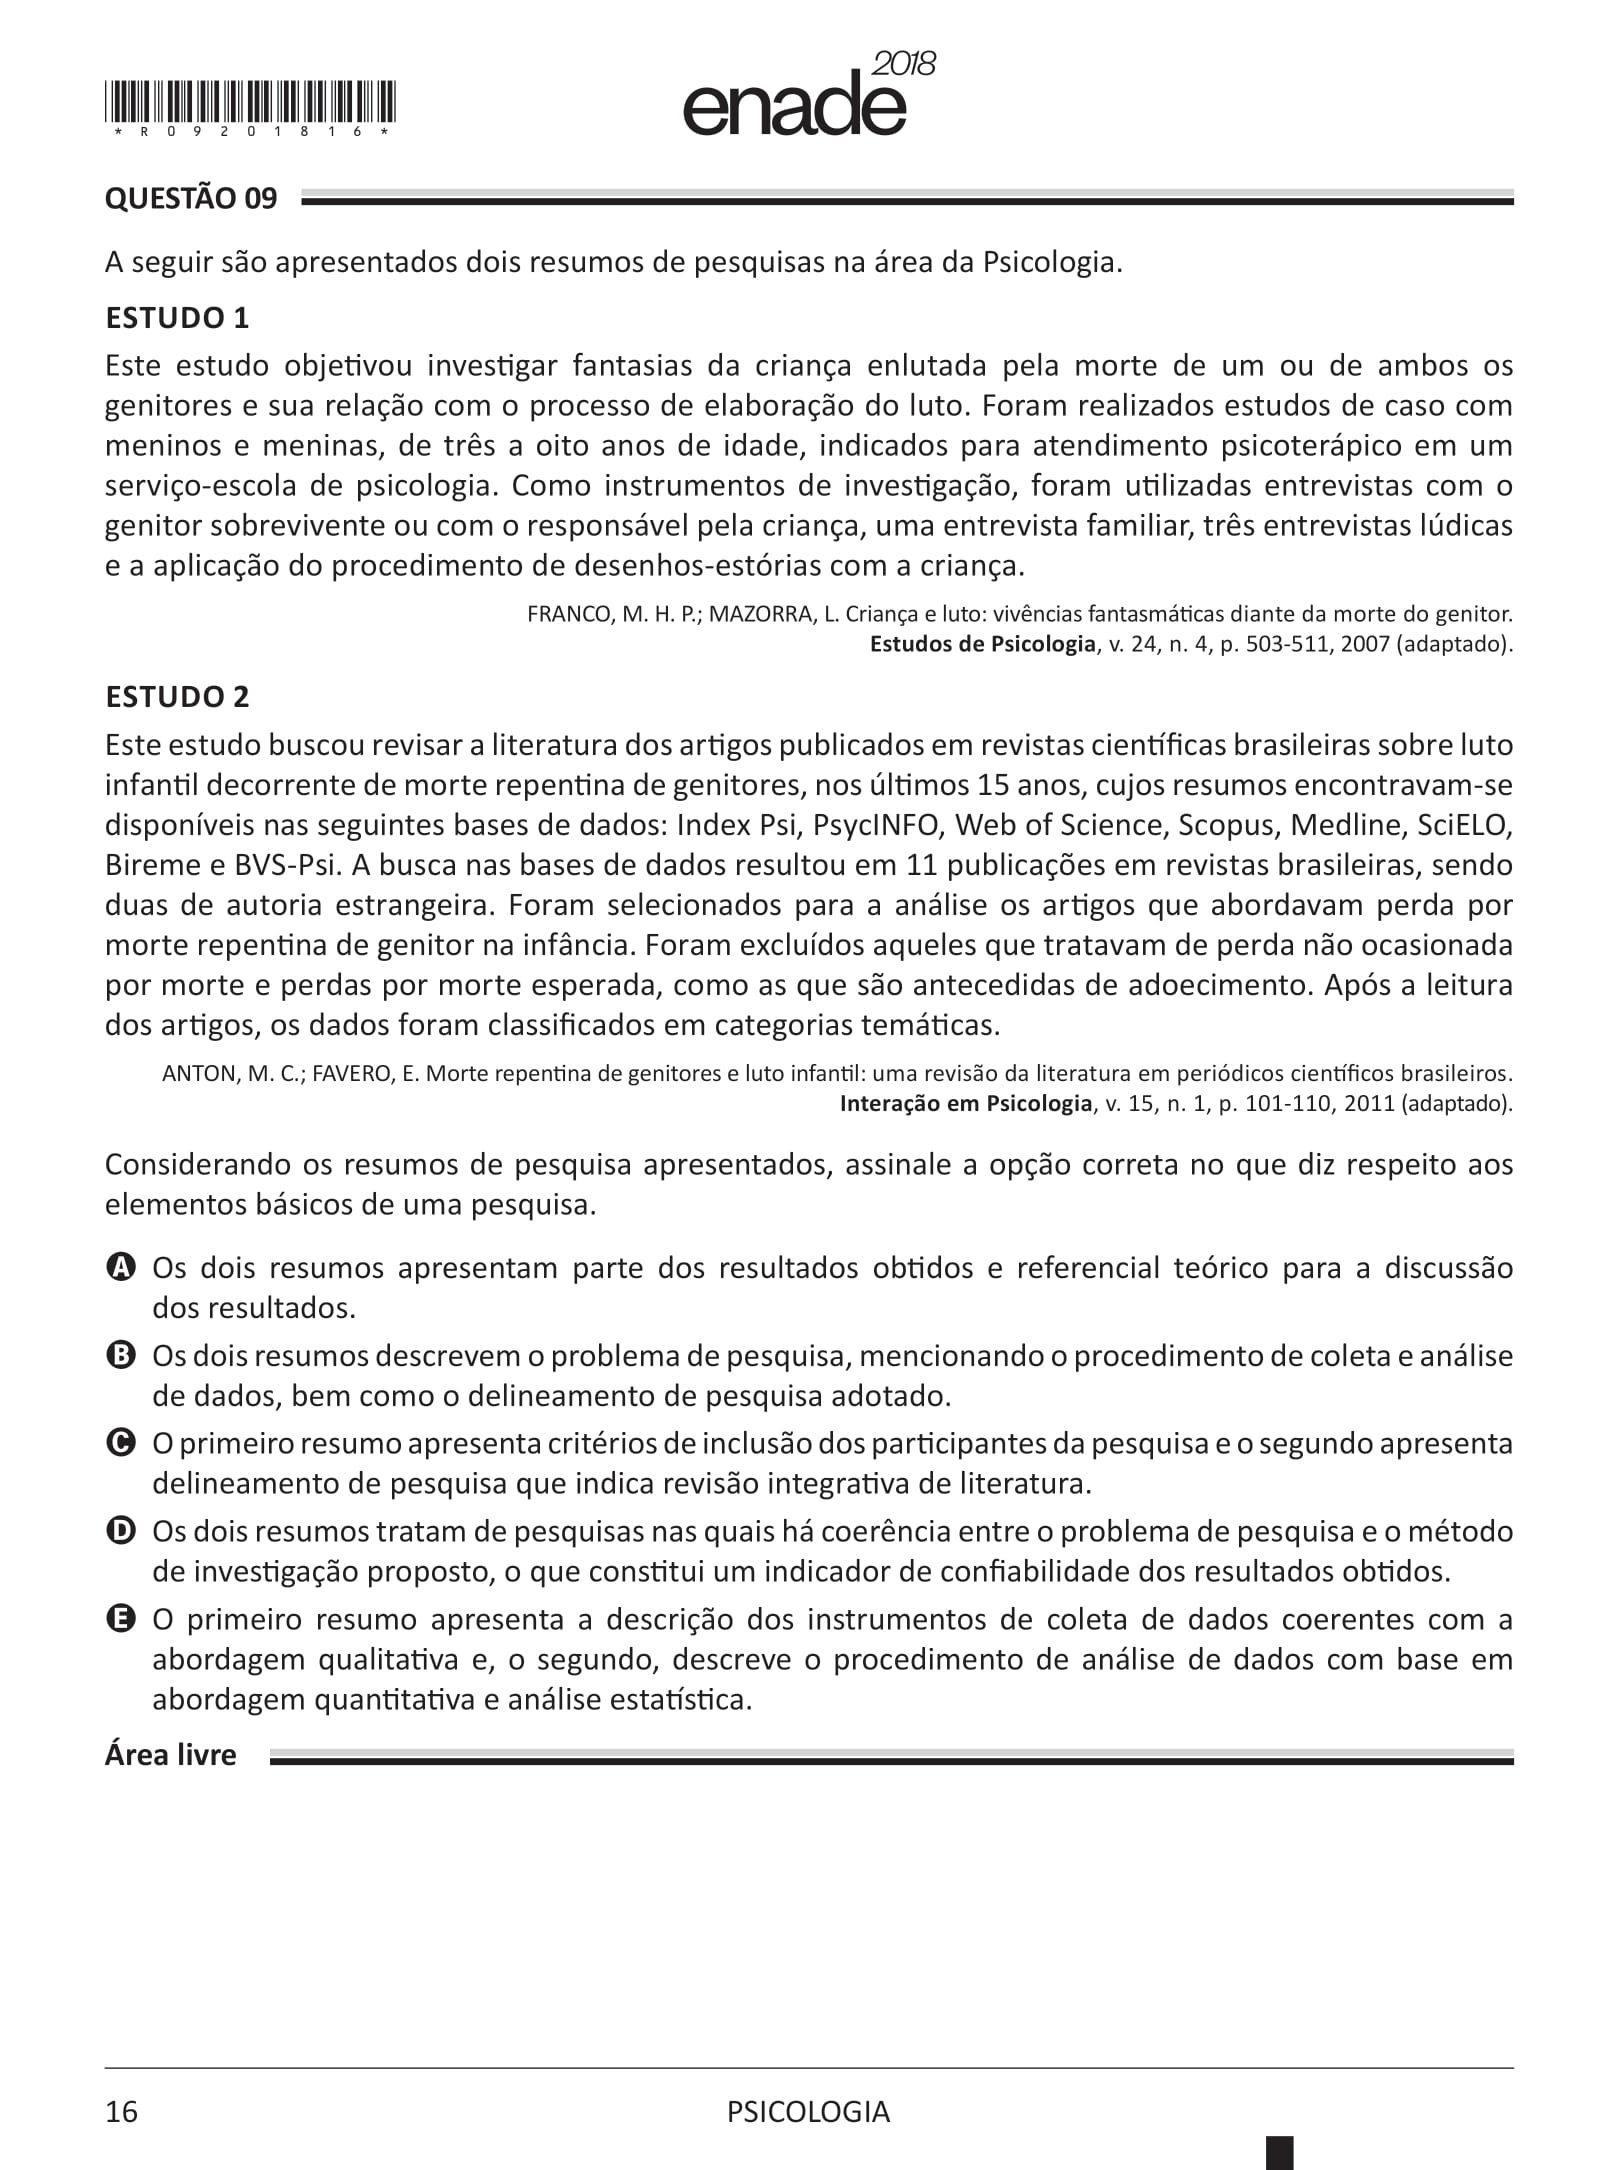 enade 2018
* R 0 9 2 0 1 8 1 6 *
QUESTÃO 09
A seguir são apresentados dois resumos de pesquisas na área da Psicologia.
ESTUDO 1
Este estudo objetivou investigar fantasias da criança enlutada pela morte de um ou de ambos os
genitores e sua relação com o processo de elaboração do luto. Foram realizados estudos de caso com
meninos e meninas, de três a oito anos de idade, indicados para atendimento psicoterápico em um
serviço-escola de psicologia. Como instrumentos de investigação, foram utilizadas entrevistas com o
genitor sobrevivente ou com o responsável pela criança, uma entrevista familiar, três entrevistas lúdicas
e a aplicação do procedimento de desenhos-estórias com a criança.
FRANCO, M. H. P.; MAZORRA, L. Criança e luto: vivências fantasmáticas diante da morte do genitor.
Estudos de Psicologia, v. 24, n. 4, p. 503-511, 2007 (adaptado).
ESTUDO 2
Este estudo buscou revisar a literatura dos artigos publicados em revistas científicas brasileiras sobre luto
infantil decorrente de morte repentina de genitores, nos últimos 15 anos, cujos resumos encontravam-se
disponíveis nas seguintes bases de dados: Index Psi, PsycINFO, Web of Science, Scopus, Medline, SciELO,
Bireme e BVS-Psi. A busca nas bases de dados resultou em 11 publicações em revistas brasileiras, sendo
duas de autoria estrangeira. Foram selecionados para a análise os artigos que abordavam perda por
morte repentina de genitor na infância. Foram excluídos aqueles que tratavam de perda não ocasionada
por morte e perdas por morte esperada, como as que são antecedidas de adoecimento. Após a leitura
dos artigos, os dados foram classificados em categorias temáticas.
ANTON, M. C.; FAVERO, E. Morte repentina de genitores e luto infantil: uma revisão da literatura em periódicos científicos brasileiros.
Interação em Psicologia, v. 15, n. 1, p. 101-110, 2011 (adaptado).
Considerando os resumos de pesquisa apresentados, assinale a opção correta no que diz respeito aos
elementos básicos de uma pesquisa.
A Os dois resumos apresentam parte dos resultados obtidos e referencial teórico para a discussão
dos resultados.
B Os dois resumos descrevem o problema de pesquisa, mencionando o procedimento de coleta e análise
de dados, bem como o delineamento de pesquisa adotado.
C O primeiro resumo apresenta critérios de inclusão dos participantes da pesquisa e o segundo apresenta
delineamento de pesquisa que indica revisão integrativa de literatura.
D Os dois resumos tratam de pesquisas nas quais há coerência entre o problema de pesquisa e o método
de investigação proposto, o que constitui um indicador de confiabilidade dos resultados obtidos.
E O primeiro resumo apresenta a descrição dos instrumentos de coleta de dados coerentes com a
abordagem qualitativa e, o segundo, descreve o procedimento de análise de dados com base em
abordagem quantitativa e análise estatística.
Área livre
16
PSICOLOGIA